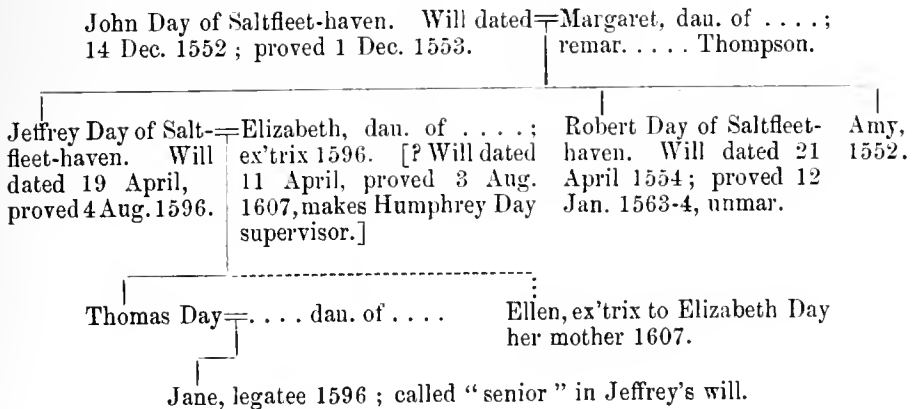 John Day of Saltfleet-haven. Will dated=Margaret, dau. of . . . . ;
14 Dec. 1552 ; proved 1 Dec. 1553. remar. . . . . Thompson.
Jeffrey Day of Salt-
fleet-haven. Will
dated 19 April,
proved 4 Aug. 1596.
=Elizabeth, dau. of . . . . ;
ex'trix 1596. [? Will dated
11 April, proved 3 Aug.
1607, makes Humphrey Day
supervisor.]
Robert Day of Saltfleet-
haven. Will dated 21
April 1554 ; proved 12
Jan. 1563-4, unmar.
Amy,
1552.
Thomas Day=. . . . dau. of . . . .
Ellen, ex'trix to Elizabeth Day
her mother 1607.
Jane, legatee 1596 ; called "senior" in Jeffrey's will.